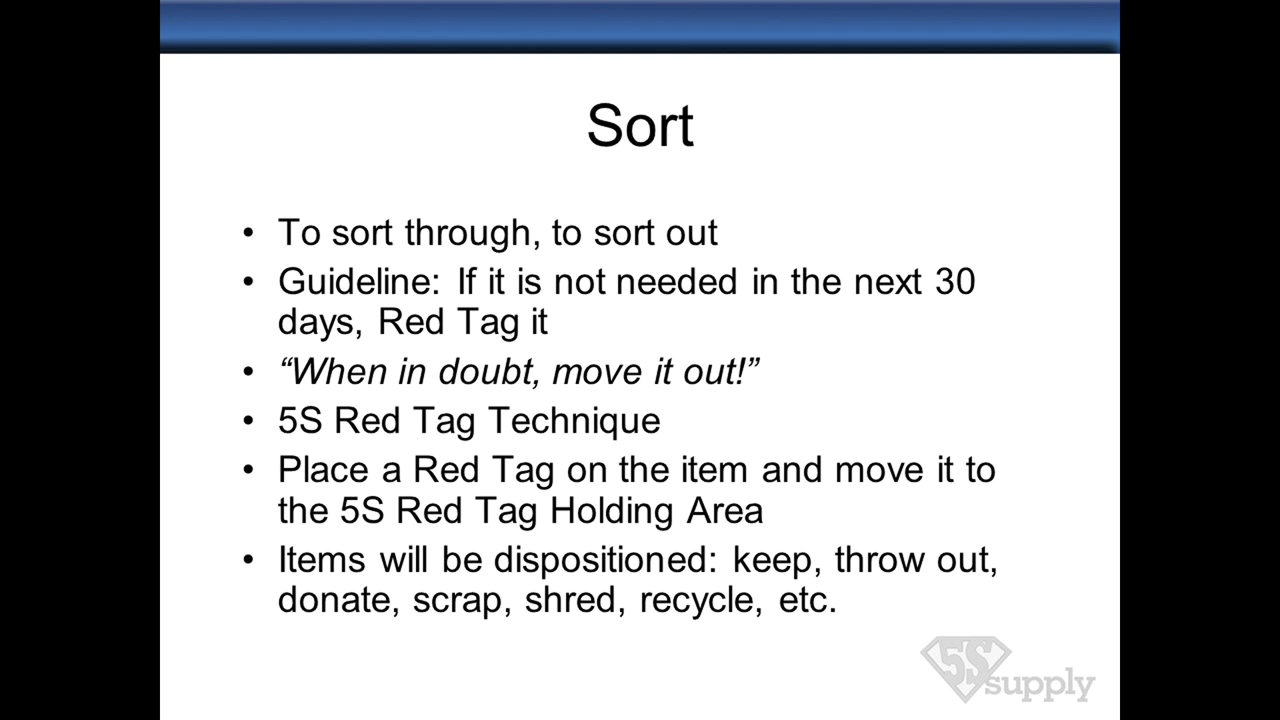 Sort
• To sort through, to sort out
• Guideline: If it is not needed in the next 30
days, Red Tag it
• “When in doubt, move it out!”
• 5S Red Tag Technique
• Place a Red Tag on the item and move it to
the 5S Red Tag Holding Area
• Items will be dispositioned: keep, throw out,
donate, scrap, shred, recycle, etc.
5S
supply